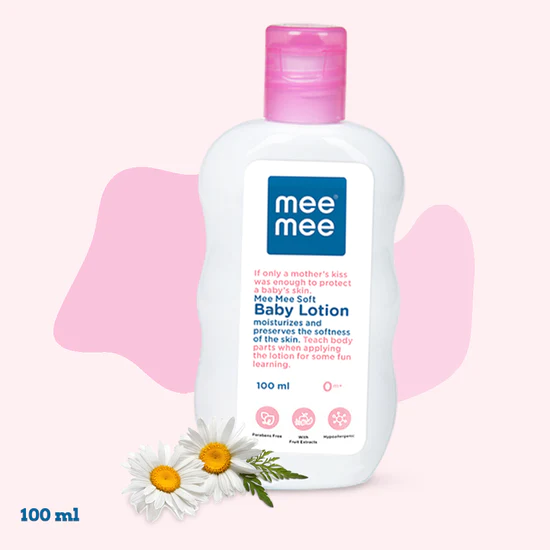 mee
mee
If only a mother's kiss
was enough to protect
a baby's skin.
Mee Mee Soft
Baby Lotion
moisturizes and
preserves the softness
of the skin. Teach body
parts when applying
the lotion for some fun
learning.
100 ml
Parabens Free
With
Fruit Extracts
Hypoallergenic
100 ml